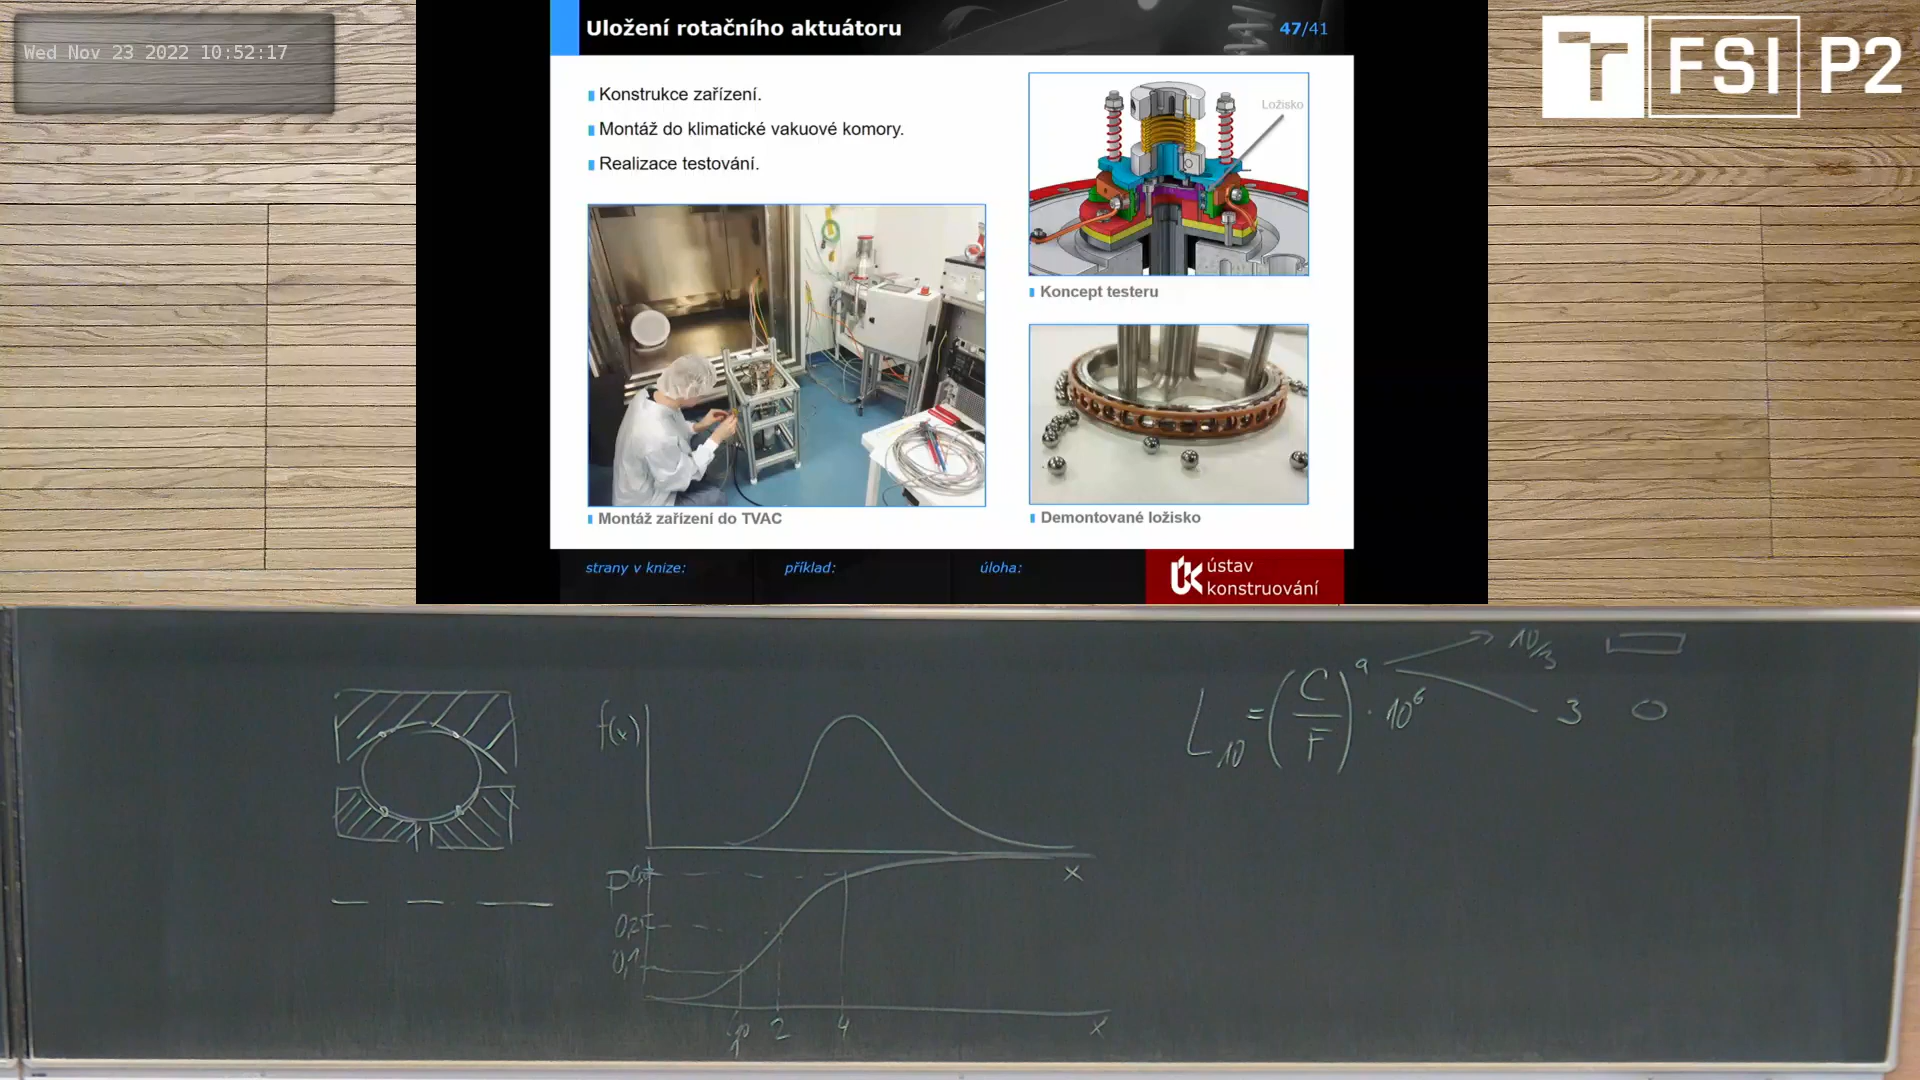 Wed Nov 23 2022 10:52:17
Uložení rotačního aktuátoru
47/41
Konstrukce zařízení.
Montáž do klimatické vakuové komory.
Realizace testování.
Ložisko
Koncept testeru
Montáž zařízení do TVAC
Demontované ložisko
strany v knize:
příklad:
úloha:
ústav
konstruování
FSI P2
f(x)
x
p
0,1
1,0
2
4
x
L10 = (C/F)^a · 10^6
10/3
3